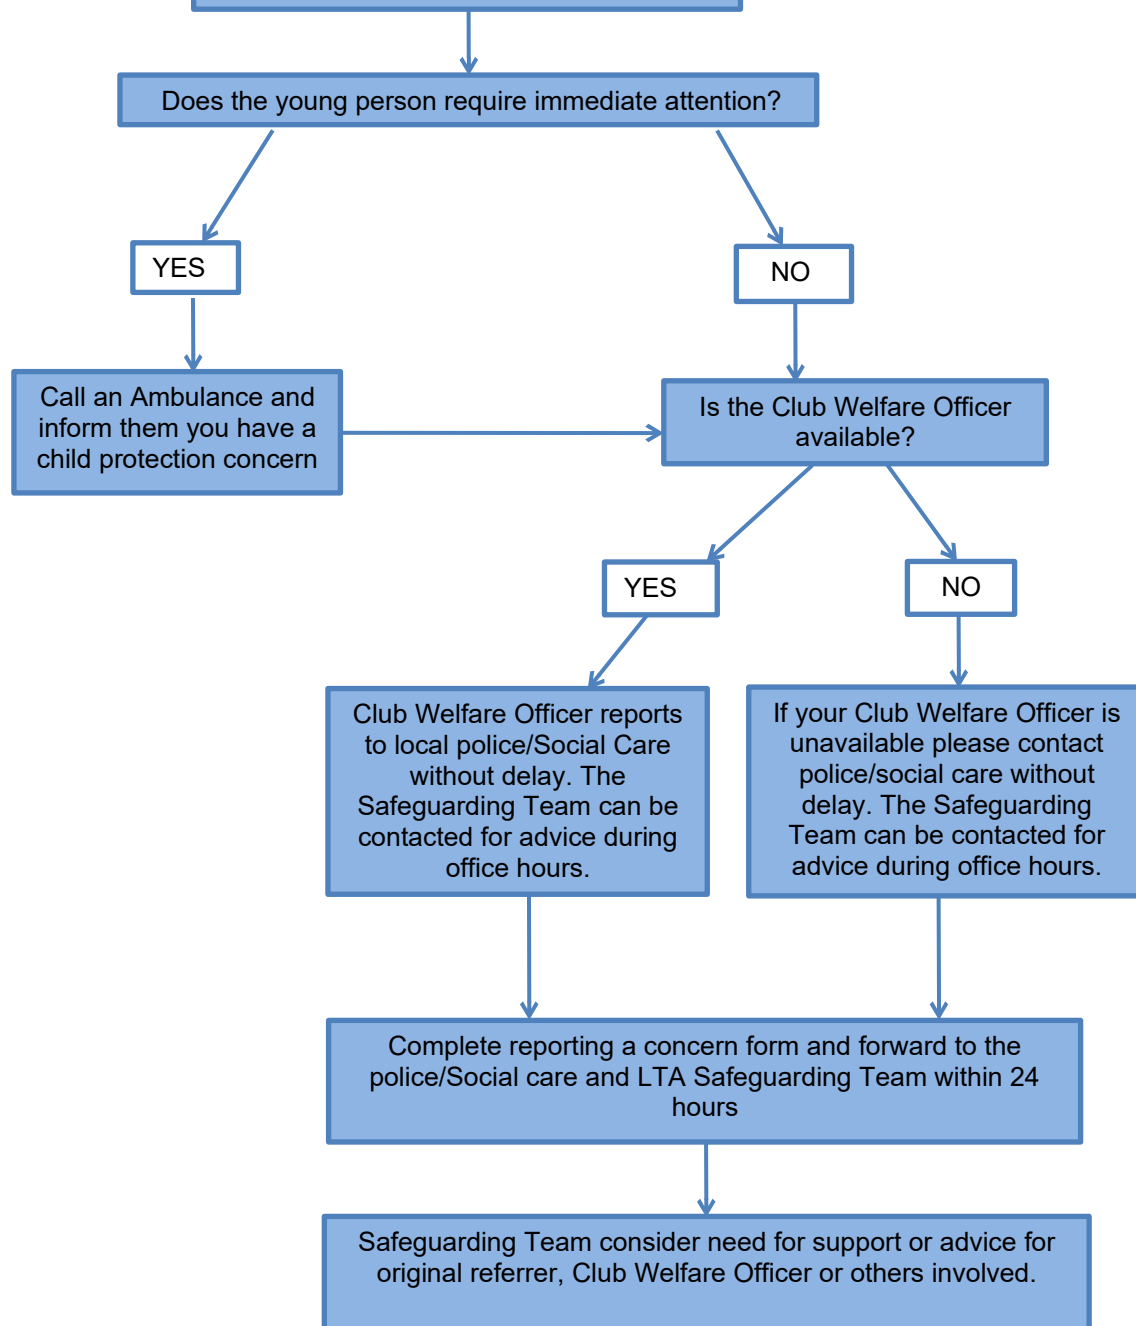 Does the young person require immediate attention?
YES
NO
Call an Ambulance and
inform them you have a
child protection concern
Is the Club Welfare Officer
available?
YES
NO
Club Welfare Officer reports
to local police/Social Care
without delay. The
Safeguarding Team can be
contacted for advice during
office hours.
If your Club Welfare Officer is
unavailable please contact
police/social care without
delay. The Safeguarding
Team can be contacted for
advice during office hours.
Complete reporting a concern form and forward to the
police/Social care and LTA Safeguarding Team within 24
hours
Safeguarding Team consider need for support or advice for
original referrer, Club Welfare Officer or others involved.